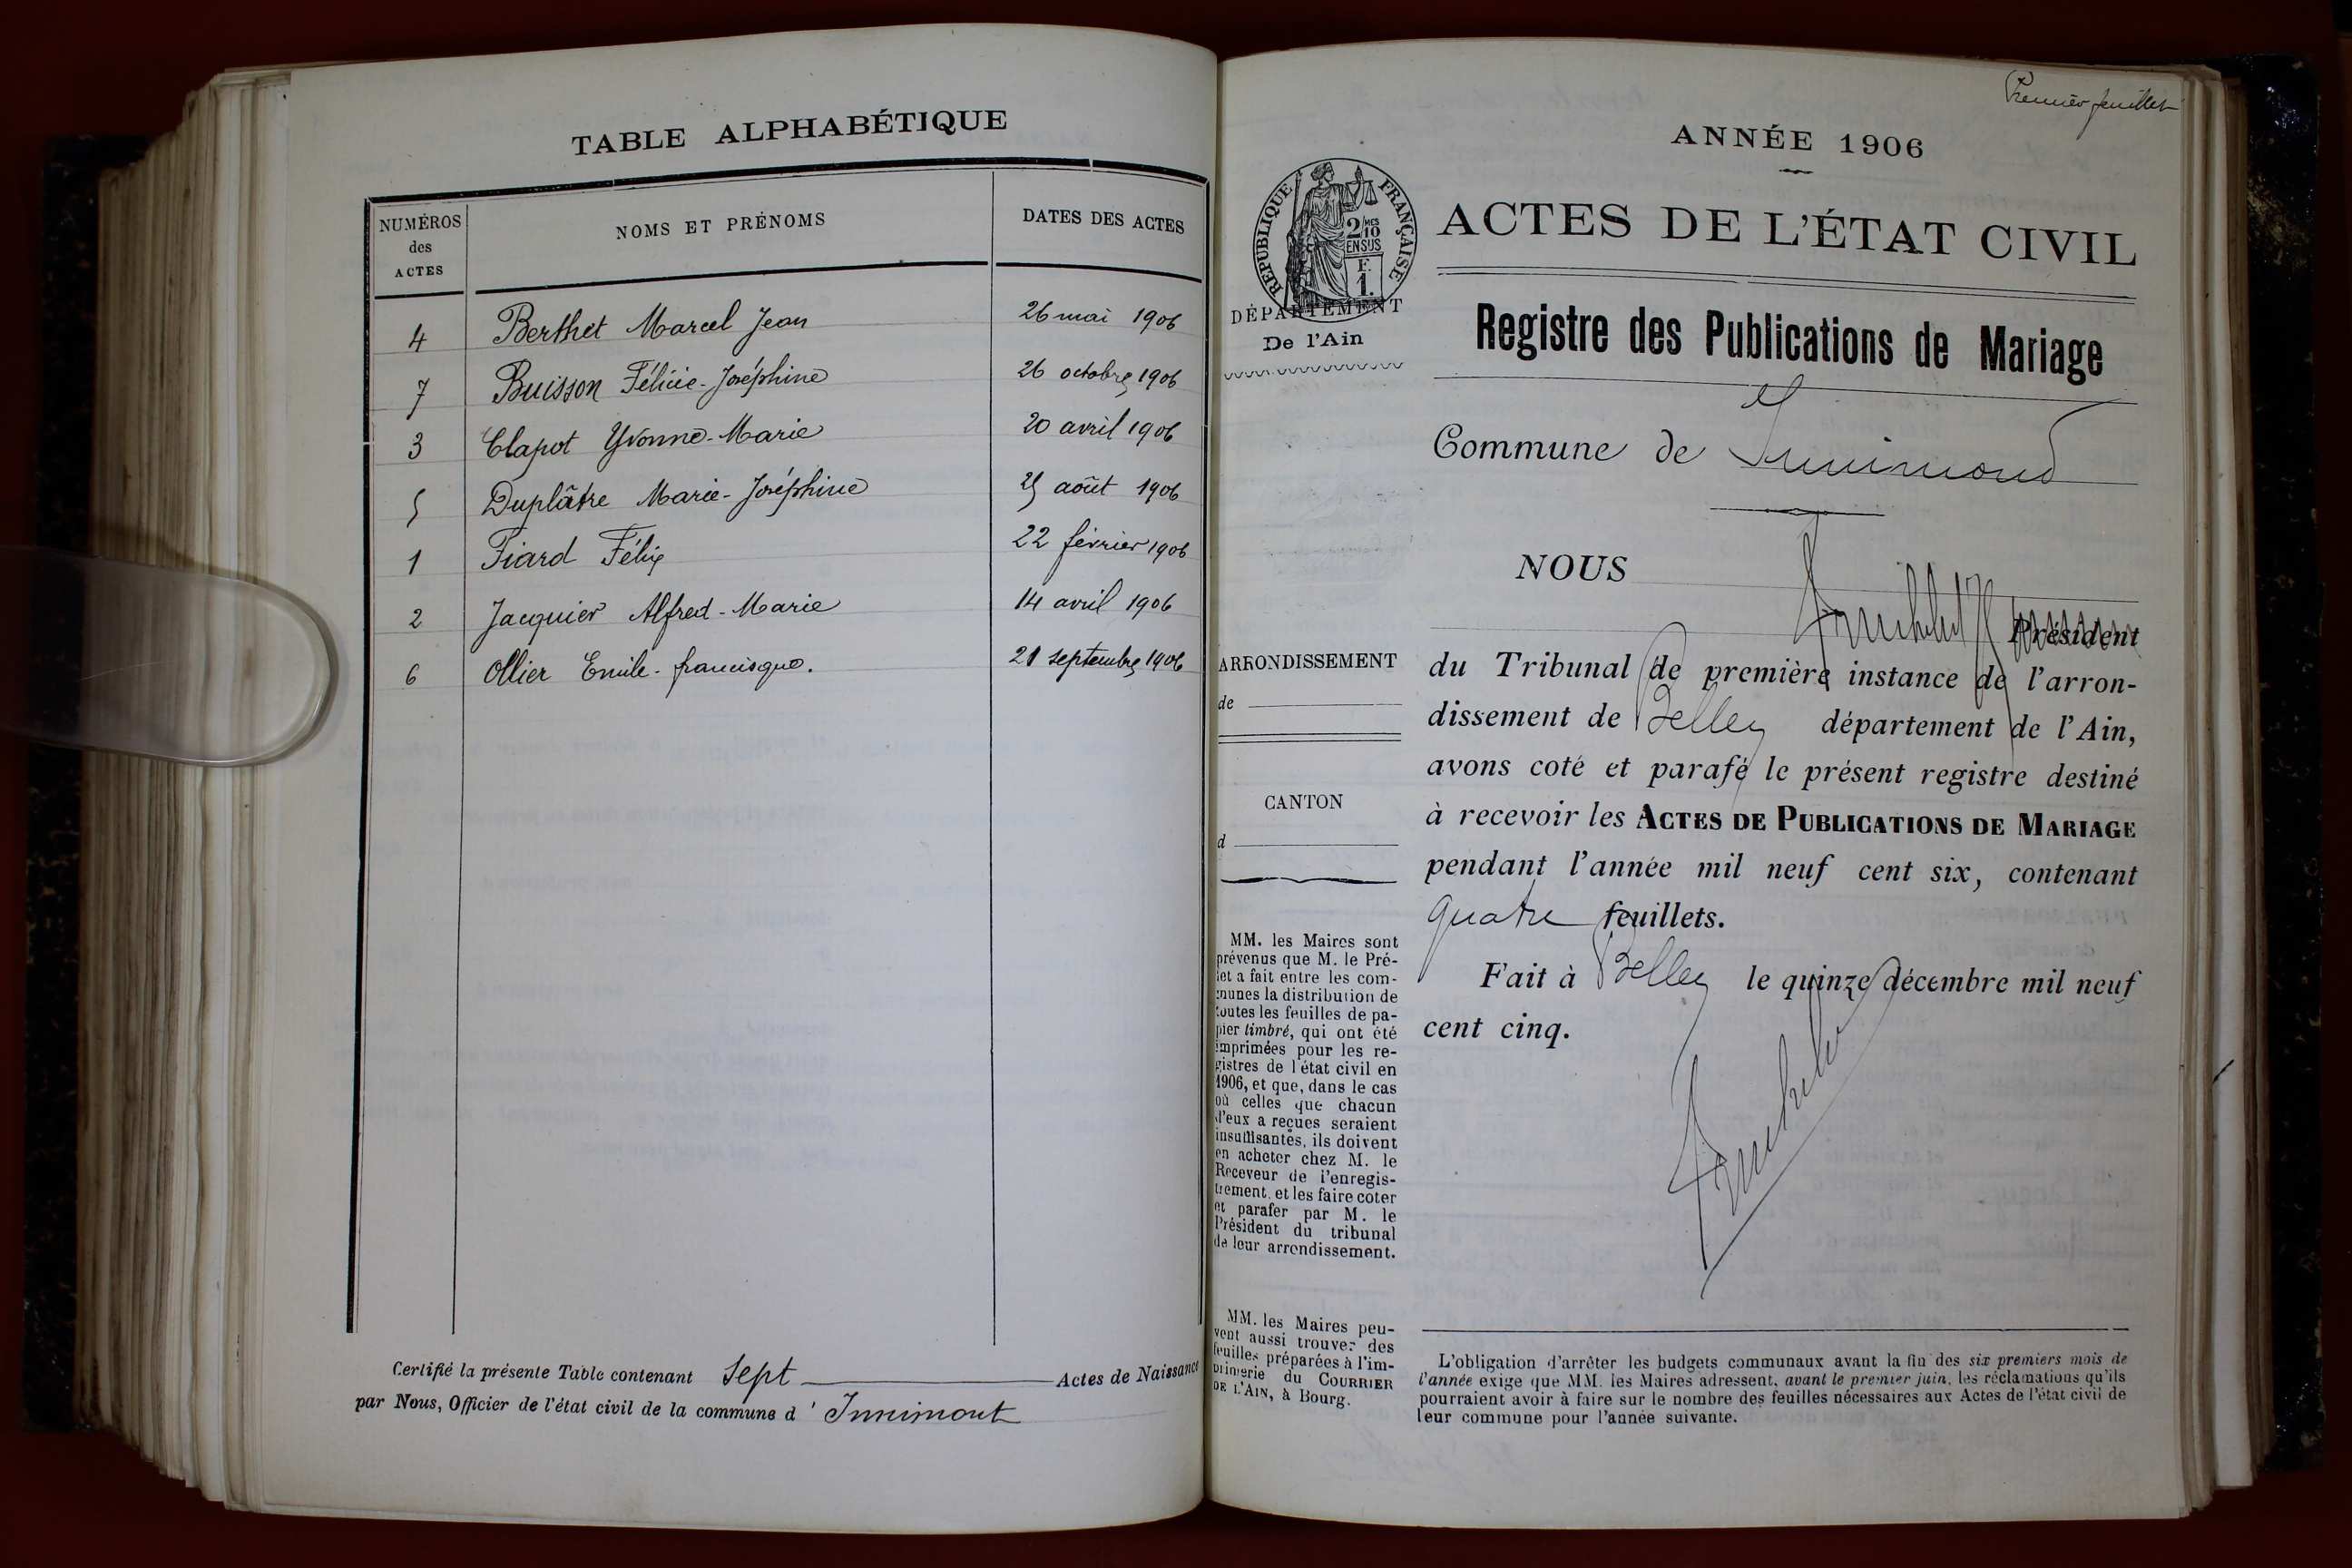 TABLE ALPHABÉTIQUE
NUMÉROS des ACTES
NOMS ET PRÉNOMS
DATES DES ACTES
4 Berthet Marcel Jean 26 mai 1906
7 Buisson Félicie-Joséphine 26 octobre 1906
3 Clapot Yvonne-Marie 20 avril 1906
5 Duplâtre Marie-Joséphine 25 août 1906
1 Fiard Félix 22 février 1906
2 Jacquier Alfred-Marie 14 avril 1906
6 Ollier Emile-francisque. 21 septembre 1906
Certifié la présente Table contenant Sept Actes de Naissance
par Nous, Officier de l'état civil de la commune d' Innimont
Premier feuillet
ANNÉE 1906
RÉPUBLIQUE FRANÇAISE
2/10 MES
EN SUS
F.
1.
DÉPARTEMENT
De l'Ain
ACTES DE L'ÉTAT CIVIL
Registre des Publications de Mariage
Commune de Innimond
NOUS
Président
du Tribunal de première instance de l'arron-
dissement de Belley département de l'Ain,
avons coté et parafé le présent registre destiné
à recevoir les ACTES DE PUBLICATIONS DE MARIAGE
pendant l'année mil neuf cent six, contenant
quatre feuillets.
Fait à Belley le quinze décembre mil neuf
cent cinq.
ARRONDISSEMENT
de
CANTON
d
MM. les Maires sont
prévenus que M. le Pré-
fet a fait entre les com-
munes la distribution de
toutes les feuilles de pa-
pier timbré, qui ont été
imprimées pour les re-
gistres de l'état civil en
1906, et que, dans le cas
où celles que chacun
d'eux a reçues seraient
insuffisantes, ils doivent
en acheter chez M. le
Receveur de l'enregis-
trement, et les faire coter
et parafer par M. le
Président du tribunal
de leur arrondissement.
MM. les Maires peu-
vent aussi trouver des
feuilles préparées à l'im-
primerie du COURRIER
DE L'AIN, à Bourg.
L'obligation d'arrêter les budgets communaux avant la fin des six premiers mois de
l'année exige que MM. les Maires adressent, avant le premier juin, les réclamations qu'ils
pourraient avoir à faire sur le nombre des feuilles nécessaires aux Actes de l'état civil de
leur commune pour l'année suivante.